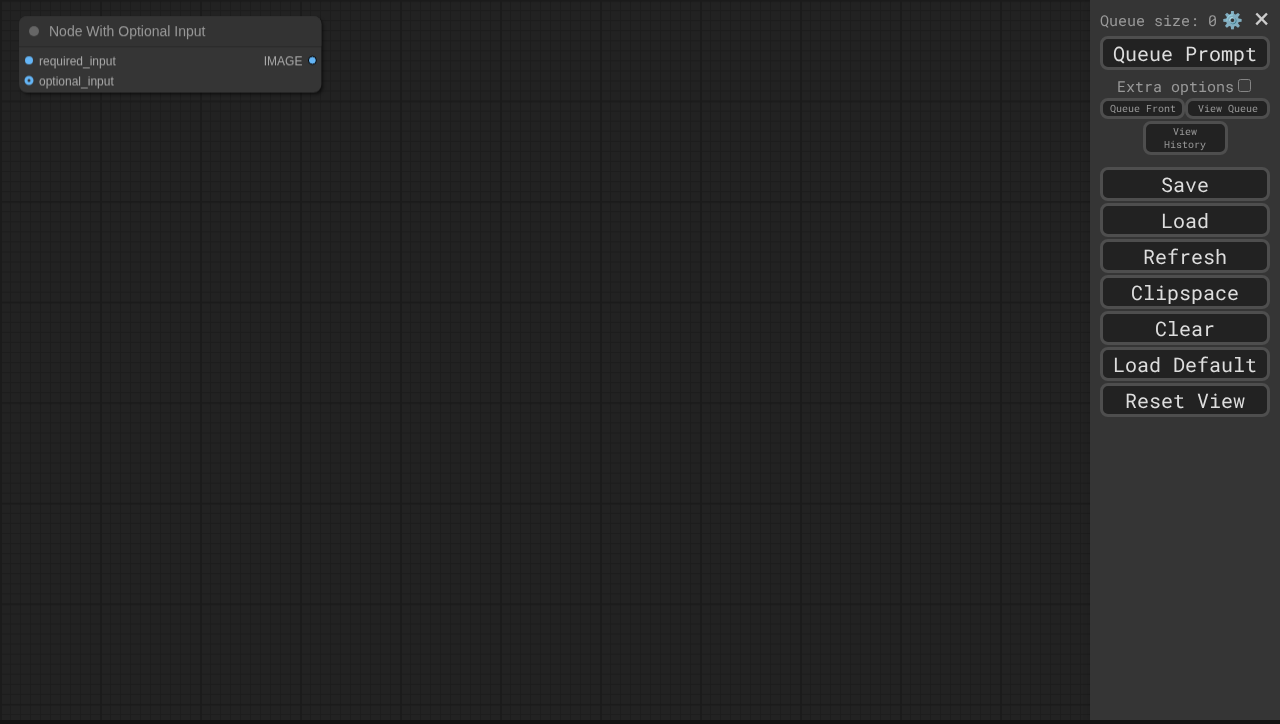 Node With Optional Input
required_input
IMAGE
optional_input
Queue size: 0
Queue Prompt
Extra options
Queue Front
View Queue
View
History
Save
Load
Refresh
Clipspace
Clear
Load Default
Reset View